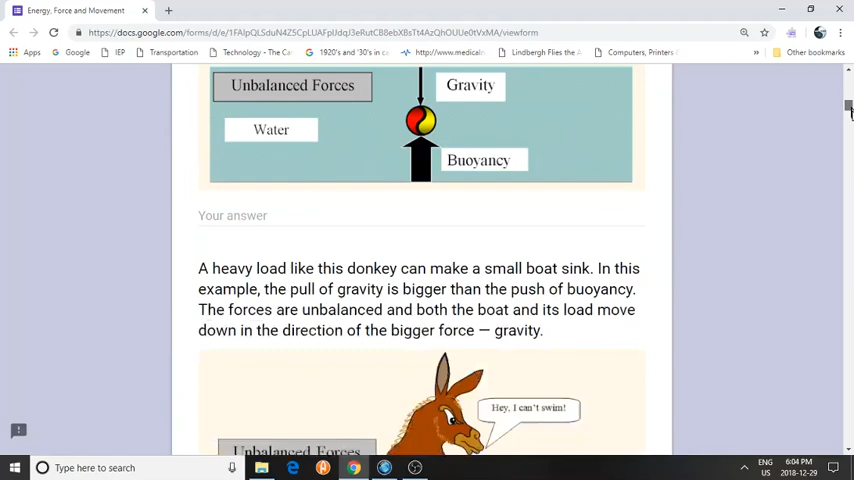 Energy, Force and Movement
https://docs.google.com/forms/d/e/1FAIpQLSduN4Z5CpLUAFpIJdqJ3eRutCB8ebXBsTt4AzQhOUUe0tVxMA/viewform
Apps Google IEP Transportation Technology - The Ca 1920's and '30's in c http://www.medicalr Lindbergh Flies the A Computers, Printers Other bookmarks
Unbalanced Forces
Gravity
Water
Buoyancy
Your answer
A heavy load like this donkey can make a small boat sink. In this
example, the pull of gravity is bigger than the push of buoyancy.
The forces are unbalanced and both the boat and its load move
down in the direction of the bigger force — gravity.
Hey, I can't swim!
Unbalanced Forces
Type here to search
ENG
US
6:04 PM
2018-12-29